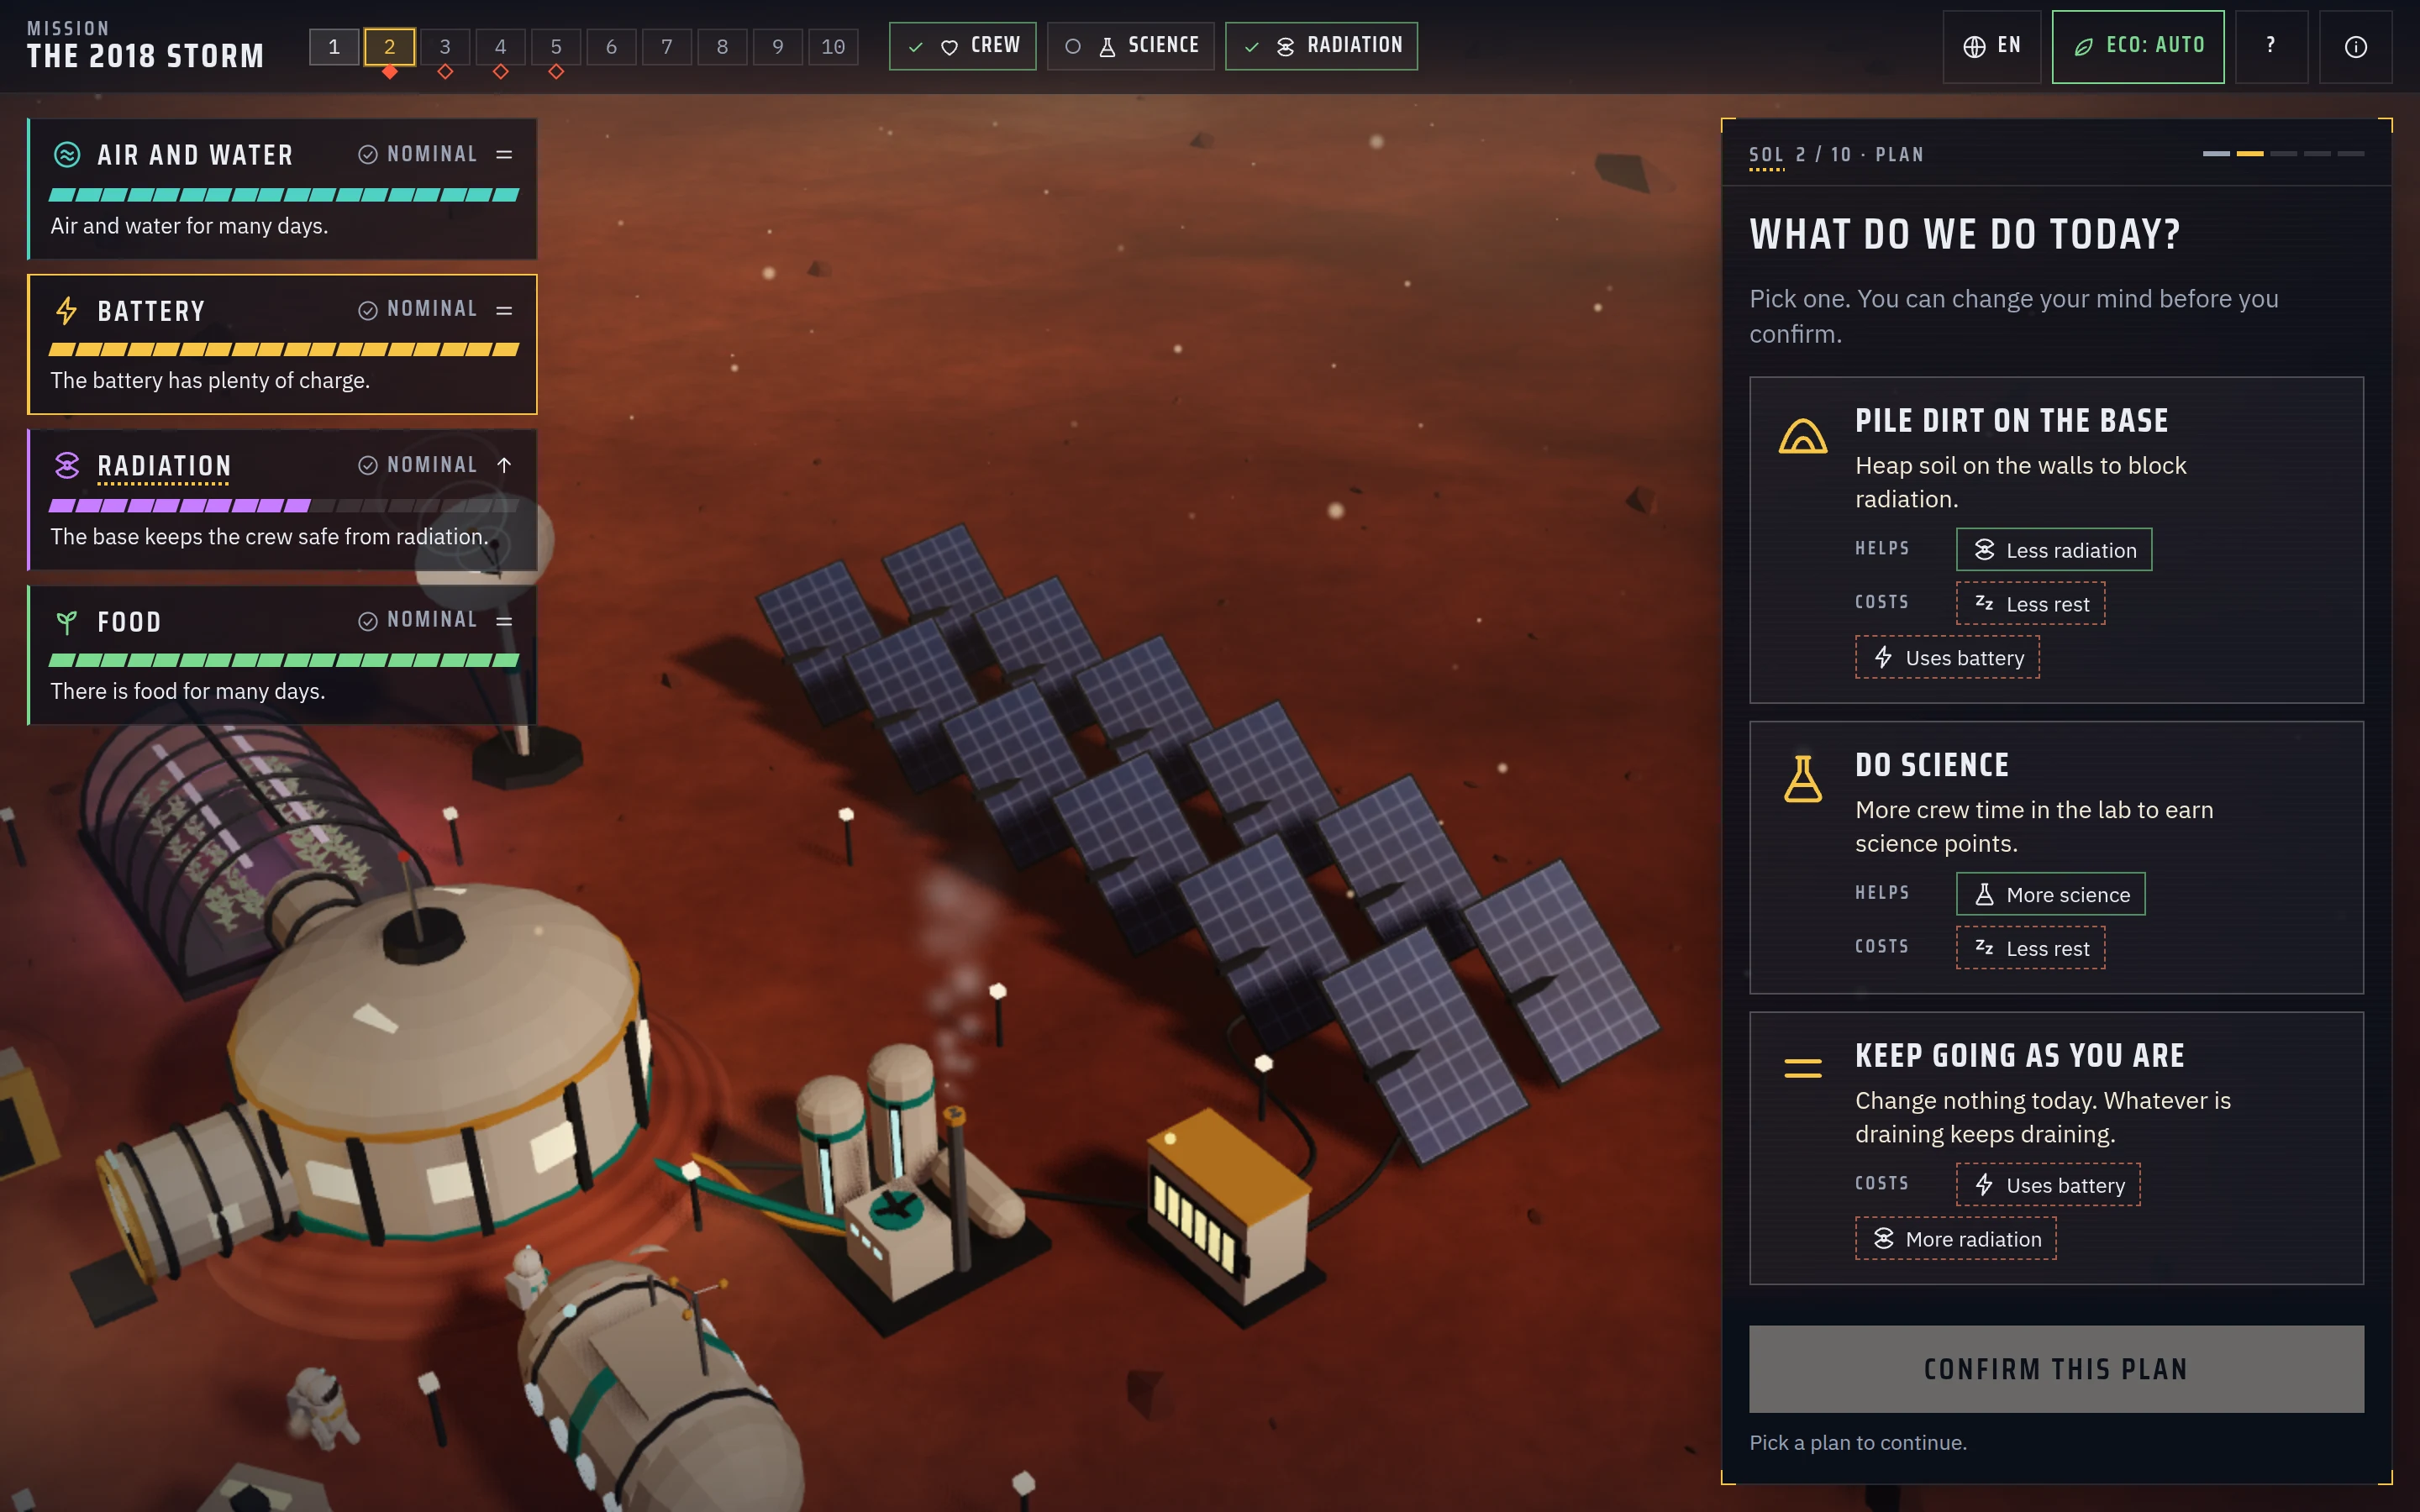 MISSION
THE 2018 STORM
1 2 3 4 5 6 7 8 9 10
CREW
SCIENCE
RADIATION
EN
ECO: AUTO
?
AIR AND WATER
NOMINAL
Air and water for many days.
BATTERY
NOMINAL
The battery has plenty of charge.
RADIATION
NOMINAL
The base keeps the crew safe from radiation.
FOOD
NOMINAL
There is food for many days.
SOL 2 / 10 · PLAN
WHAT DO WE DO TODAY?
Pick one. You can change your mind before you
confirm.
PILE DIRT ON THE BASE
Heap soil on the walls to block
radiation.
HELPS
Less radiation
COSTS
Less rest
Uses battery
DO SCIENCE
More crew time in the lab to earn
science points.
HELPS
More science
COSTS
Less rest
KEEP GOING AS YOU ARE
Change nothing today. Whatever is
draining keeps draining.
COSTS
Uses battery
More radiation
CONFIRM THIS PLAN
Pick a plan to continue.